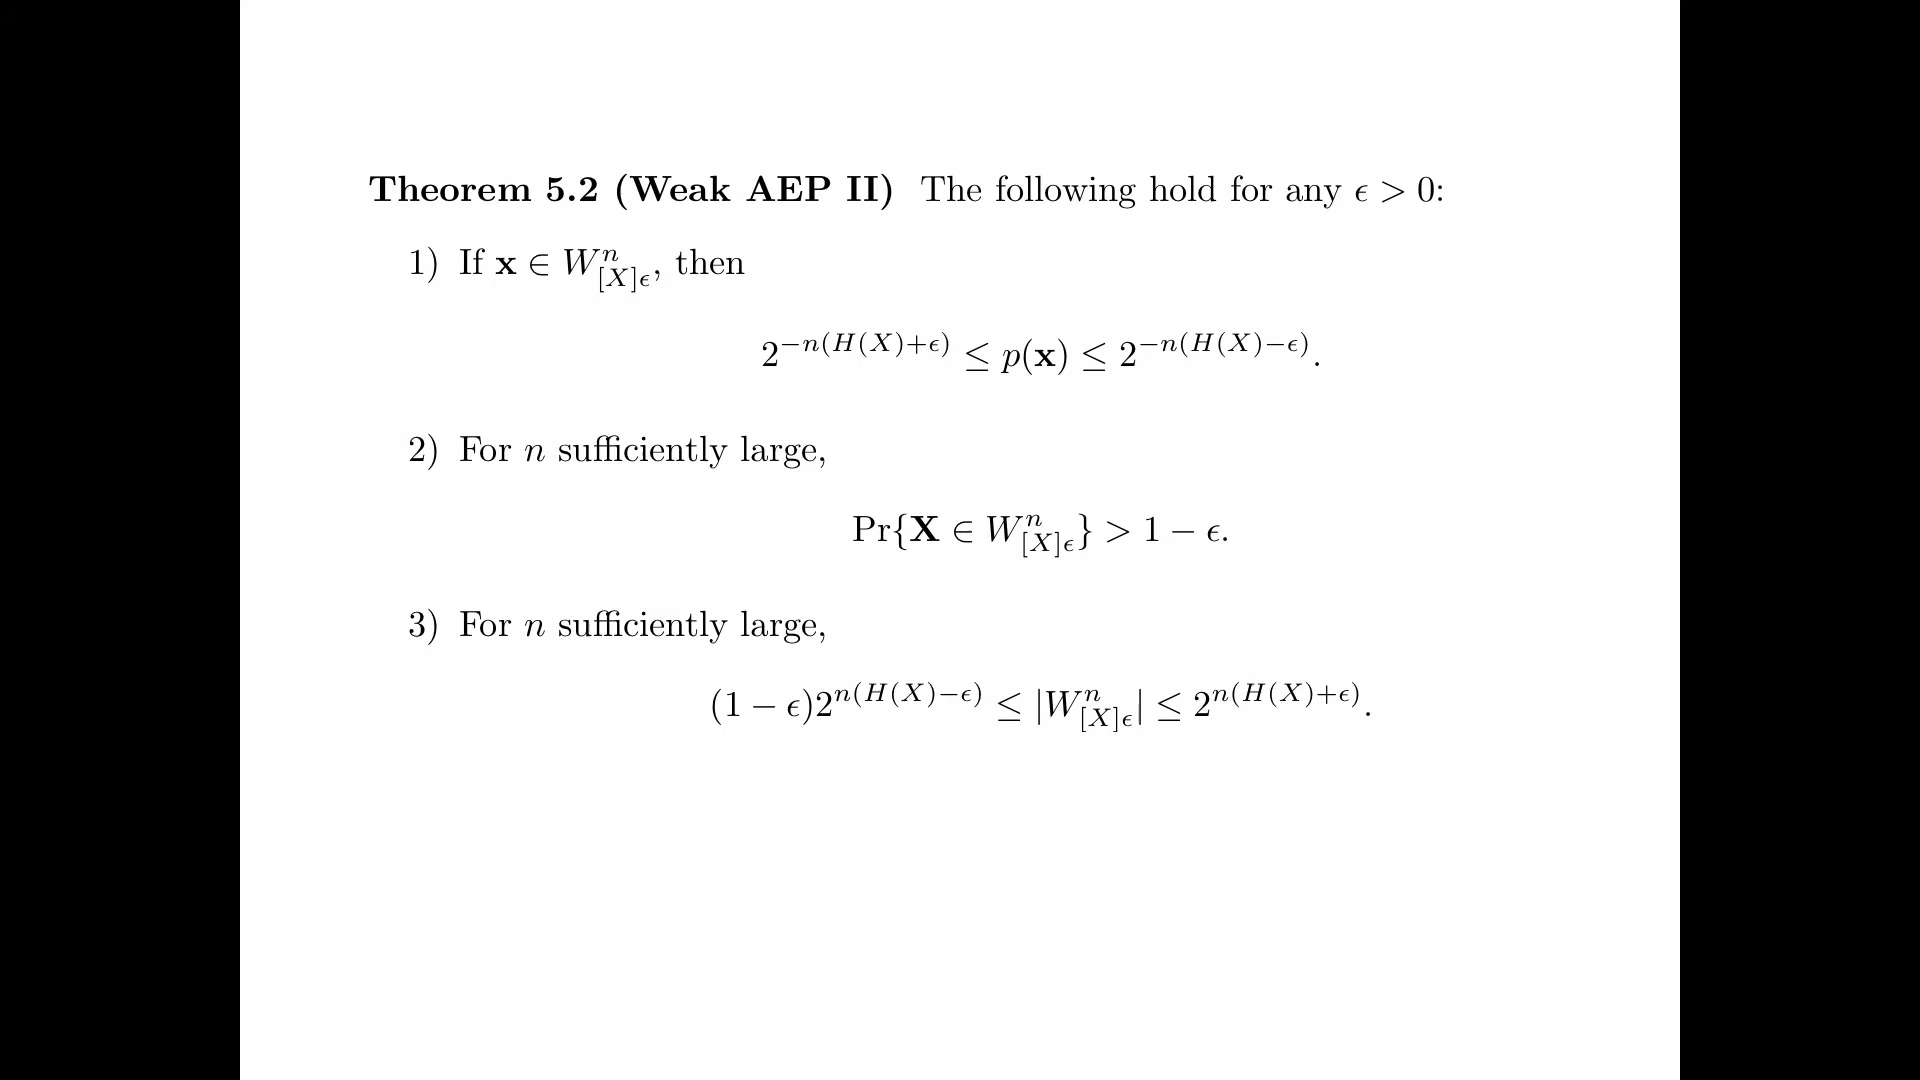 Theorem 5.2 (Weak AEP II) The following hold for any ϵ > 0:
1) If 𝐱 ∈ W^n_{[X]ϵ}, then
2^{−n(H(X)+ϵ)} ≤ p(𝐱) ≤ 2^{−n(H(X)−ϵ)}.
2) For n sufficiently large,
Pr{𝐗 ∈ W^n_{[X]ϵ}} > 1 − ϵ.
3) For n sufficiently large,
(1 − ϵ)2^{n(H(X)−ϵ)} ≤ |W^n_{[X]ϵ}| ≤ 2^{n(H(X)+ϵ)}.